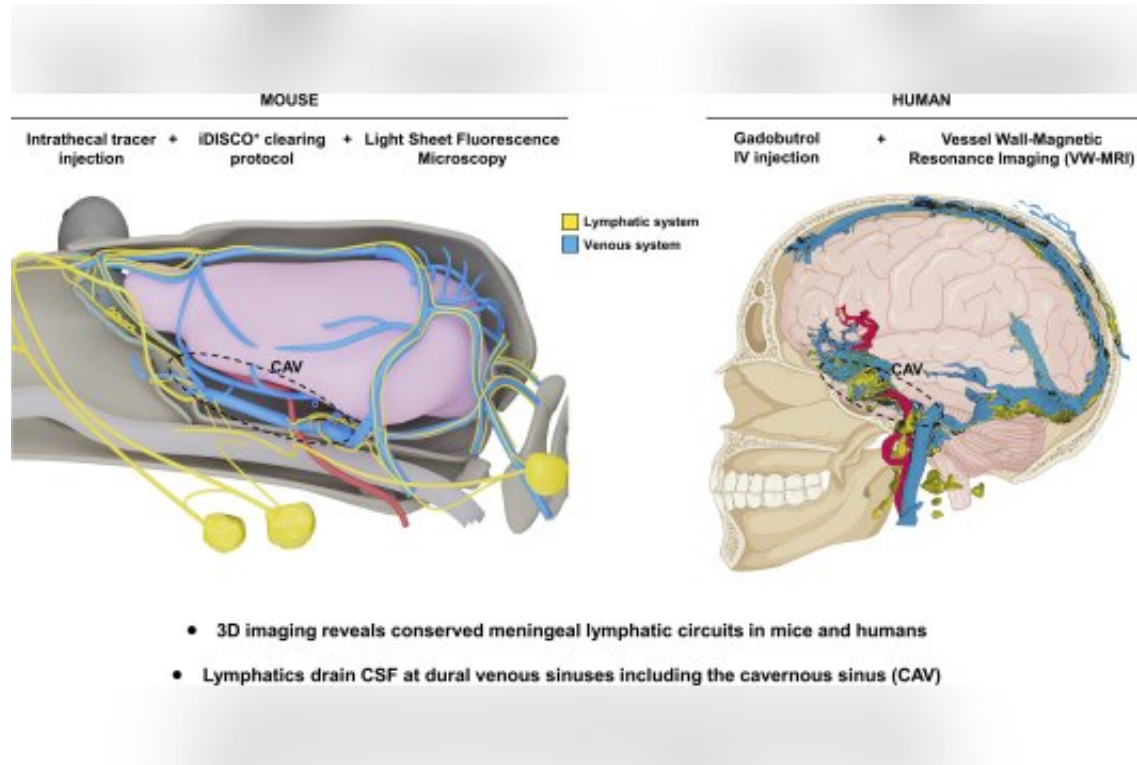 MOUSE
Intrathecal tracer + iDISCO⁺ clearing + Light Sheet Fluorescence
injection protocol Microscopy
HUMAN
Gadobutrol + Vessel Wall-Magnetic
IV injection Resonance Imaging (VW-MRI)
Lymphatic system
Venous system
CAV
CAV
● 3D imaging reveals conserved meningeal lymphatic circuits in mice and humans
● Lymphatics drain CSF at dural venous sinuses including the cavernous sinus (CAV)